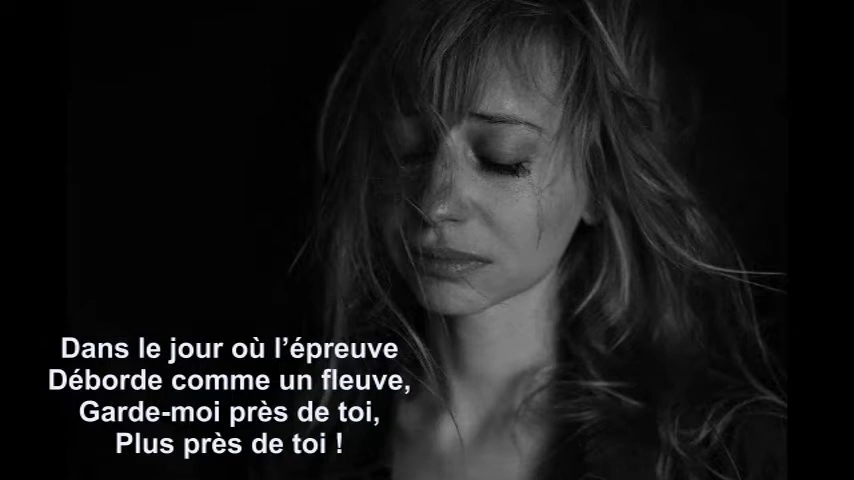 Dans le jour où l’épreuve
Déborde comme un fleuve,
Garde-moi près de toi,
Plus près de toi !